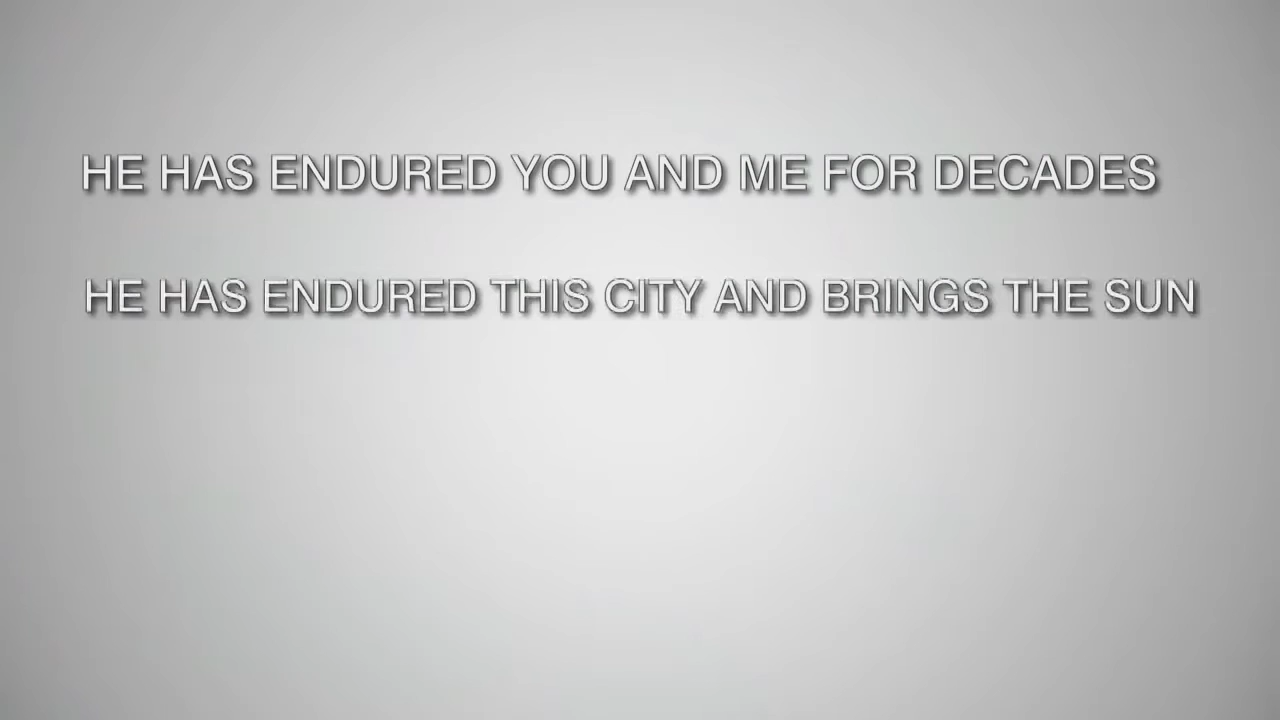 HE HAS ENDURED YOU AND ME FOR DECADES
HE HAS ENDURED THIS CITY AND BRINGS THE SUN